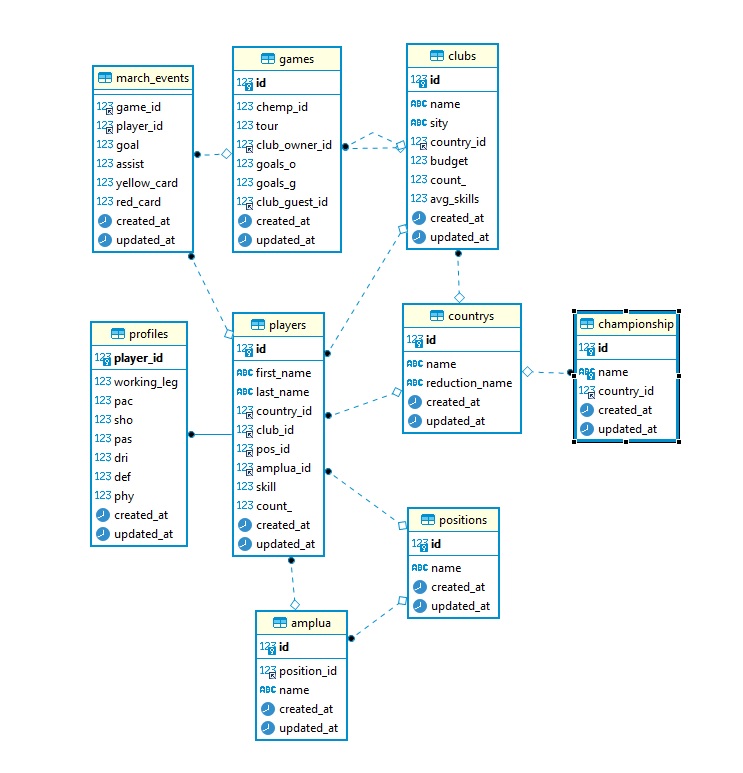 march_events
123 game_id
123 player_id
123 goal
123 assist
123 yellow_card
123 red_card
created_at
updated_at
games
123 id
123 chemp_id
123 tour
123 club_owner_id
123 goals_o
123 goals_g
123 club_guest_id
created_at
updated_at
clubs
123 id
ABC name
ABC sity
123 country_id
123 budget
123 count_
123 avg_skills
created_at
updated_at
profiles
123 player_id
123 working_leg
123 pac
123 sho
123 pas
123 dri
123 def
123 phy
created_at
updated_at
players
123 id
ABC first_name
ABC last_name
123 country_id
123 club_id
123 pos_id
123 amplua_id
123 skill
123 count_
created_at
updated_at
countrys
123 id
ABC name
ABC reduction_name
created_at
updated_at
championship
123 id
ABC name
123 country_id
created_at
updated_at
positions
123 id
ABC name
created_at
updated_at
amplua
123 id
123 position_id
ABC name
created_at
updated_at